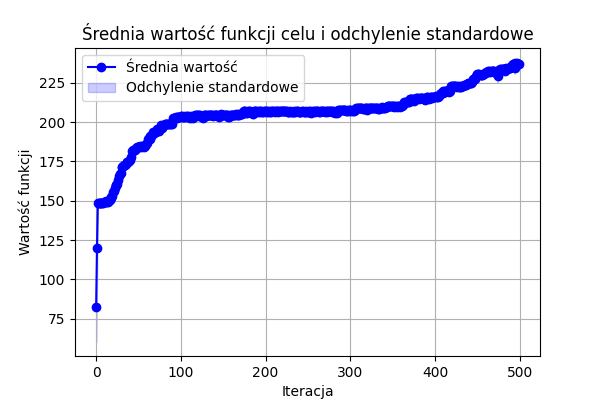 Średnia wartość funkcji celu i odchylenie standardowe
Średnia wartość
Odchylenie standardowe
Wartość funkcji
225
200
175
150
125
100
75
0 100 200 300 400 500
Iteracja